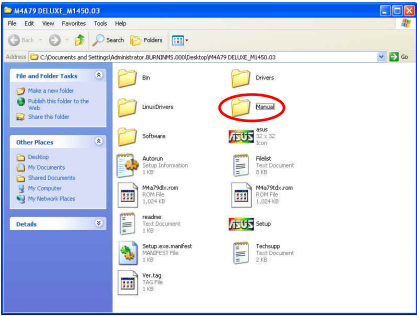 M4A79 DELUXE_M1450.03
File Edit View Favorites Tools Help
Back Search Folders
Address C:\Documents and Settings\Administrator.BURNINMS.000\Desktop\M4A79 DELUXE_M1450.03 Go
File and Folder Tasks
Make a new folder
Publish this folder to the Web
Share this folder
Other Places
Desktop
My Documents
Shared Documents
My Computer
My Network Places
Details
Bin
Drivers
LinuxDrivers
Manual
Software
asus
32 x 32
Icon
Autorun
Setup Information
1 KB
Filelist
Text Document
8 KB
M4a79dlx.rom
ROM File
1,024 KB
M4a79tdx.rom
ROM File
1,024 KB
readme
Text Document
1 KB
Setup
Setup.exe.manifest
MANIFEST File
1 KB
Techsupp
Text Document
2 KB
Ver.tag
TAG File
1 KB